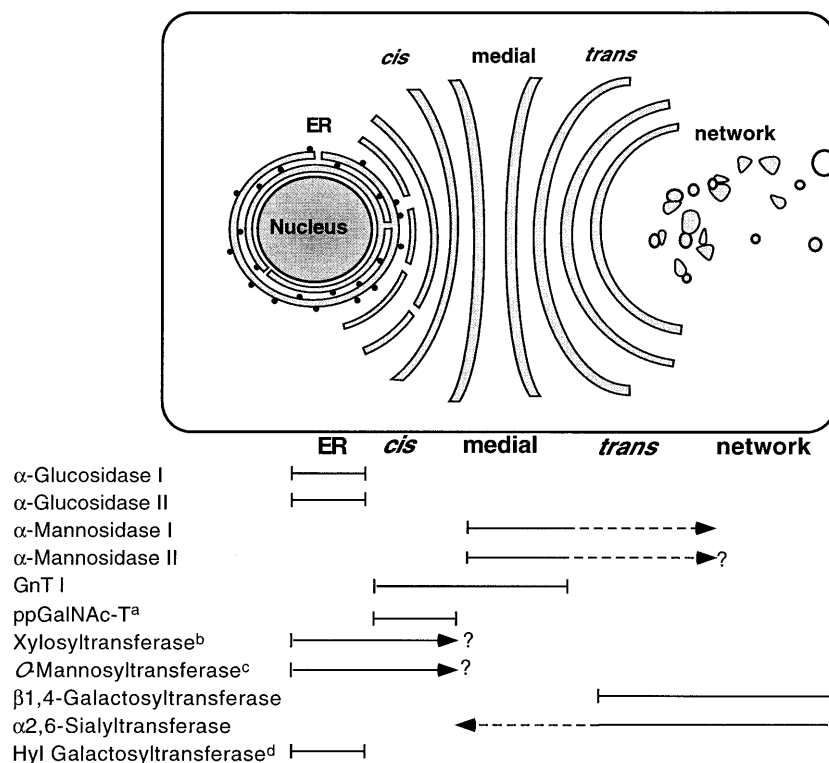 cis medial trans
ER
network
Nucleus
ER cis medial trans network
α-Glucosidase I
α-Glucosidase II
α-Mannosidase I
α-Mannosidase II ?
GnT I
ppGalNAc-Tᵃ
Xylosyltransferaseᵇ ?
O-Mannosyltransferaseᶜ ?
β1,4-Galactosyltransferase
α2,6-Sialyltransferase
Hyl Galactosyltransferaseᵈ